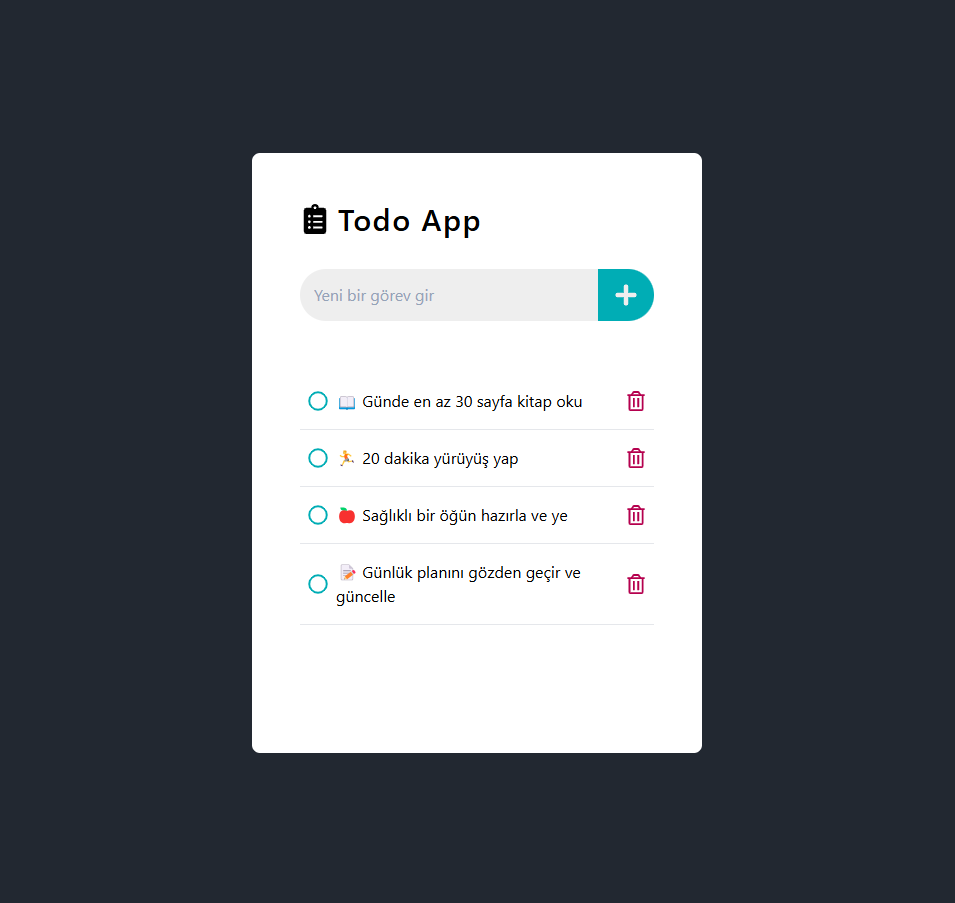 Todo App
Yeni bir görev gir
📖 Günde en az 30 sayfa kitap oku
🏃 20 dakika yürüyüş yap
🍎 Sağlıklı bir öğün hazırla ve ye
📝 Günlük planını gözden geçir ve
güncelle